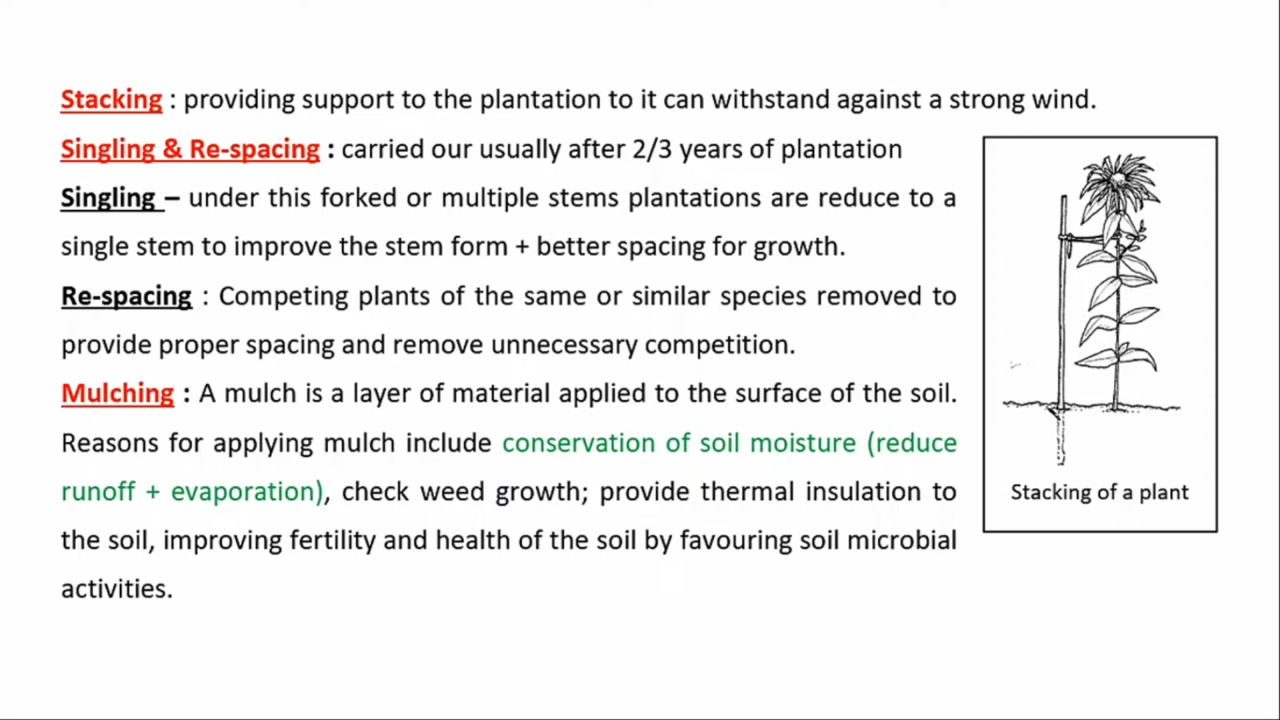 Stacking : providing support to the plantation to it can withstand against a strong wind.
Singling & Re-spacing : carried our usually after 2/3 years of plantation
Singling – under this forked or multiple stems plantations are reduce to a
single stem to improve the stem form + better spacing for growth.
Re-spacing : Competing plants of the same or similar species removed to
provide proper spacing and remove unnecessary competition.
Mulching : A mulch is a layer of material applied to the surface of the soil.
Reasons for applying mulch include conservation of soil moisture (reduce
runoff + evaporation), check weed growth; provide thermal insulation to
the soil, improving fertility and health of the soil by favouring soil microbial
activities.
Stacking of a plant